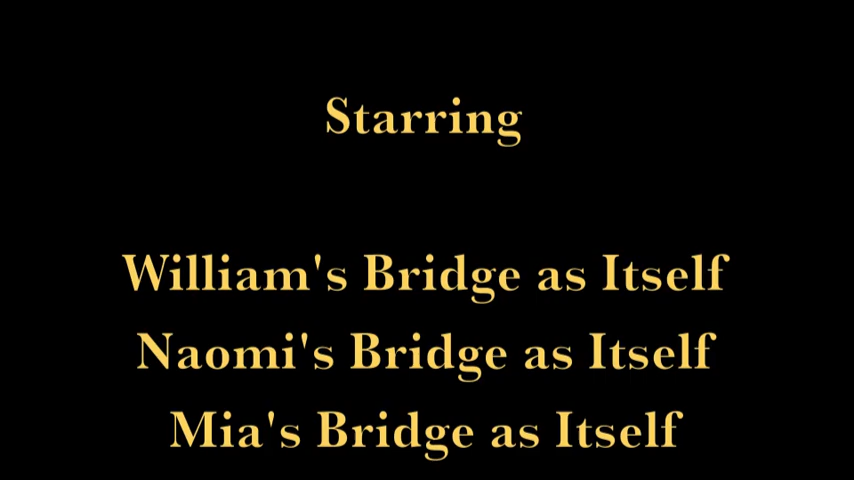 Starring
William's Bridge as Itself
Naomi's Bridge as Itself
Mia's Bridge as Itself